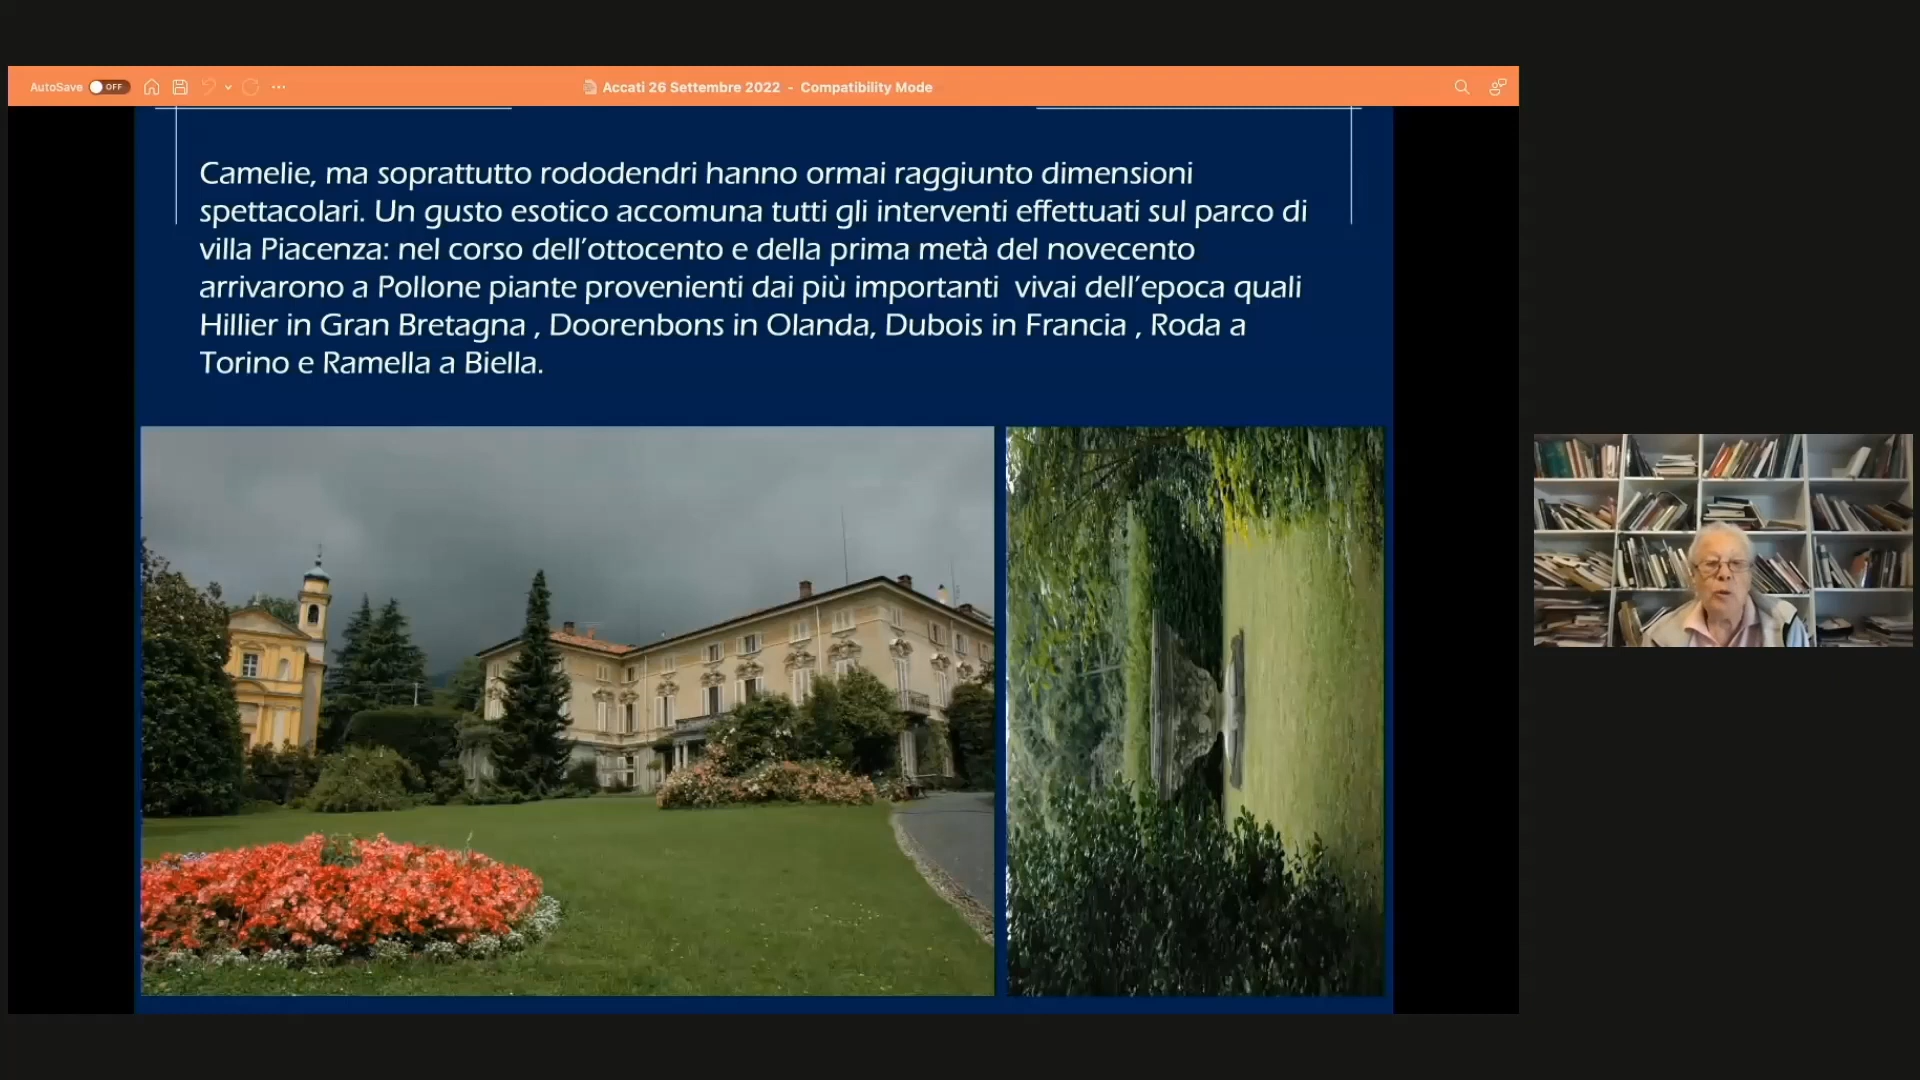 AutoSave OFF
Accati 26 Settembre 2022 - Compatibility Mode
Camelie, ma soprattutto rododendri hanno ormai raggiunto dimensioni
spettacolari. Un gusto esotico accomuna tutti gli interventi effettuati sul parco di
villa Piacenza: nel corso dell'ottocento e della prima metà del novecento
arrivarono a Pollone piante provenienti dai più importanti vivai dell'epoca quali
Hillier in Gran Bretagna , Doorenbons in Olanda, Dubois in Francia , Roda a
Torino e Ramella a Biella.